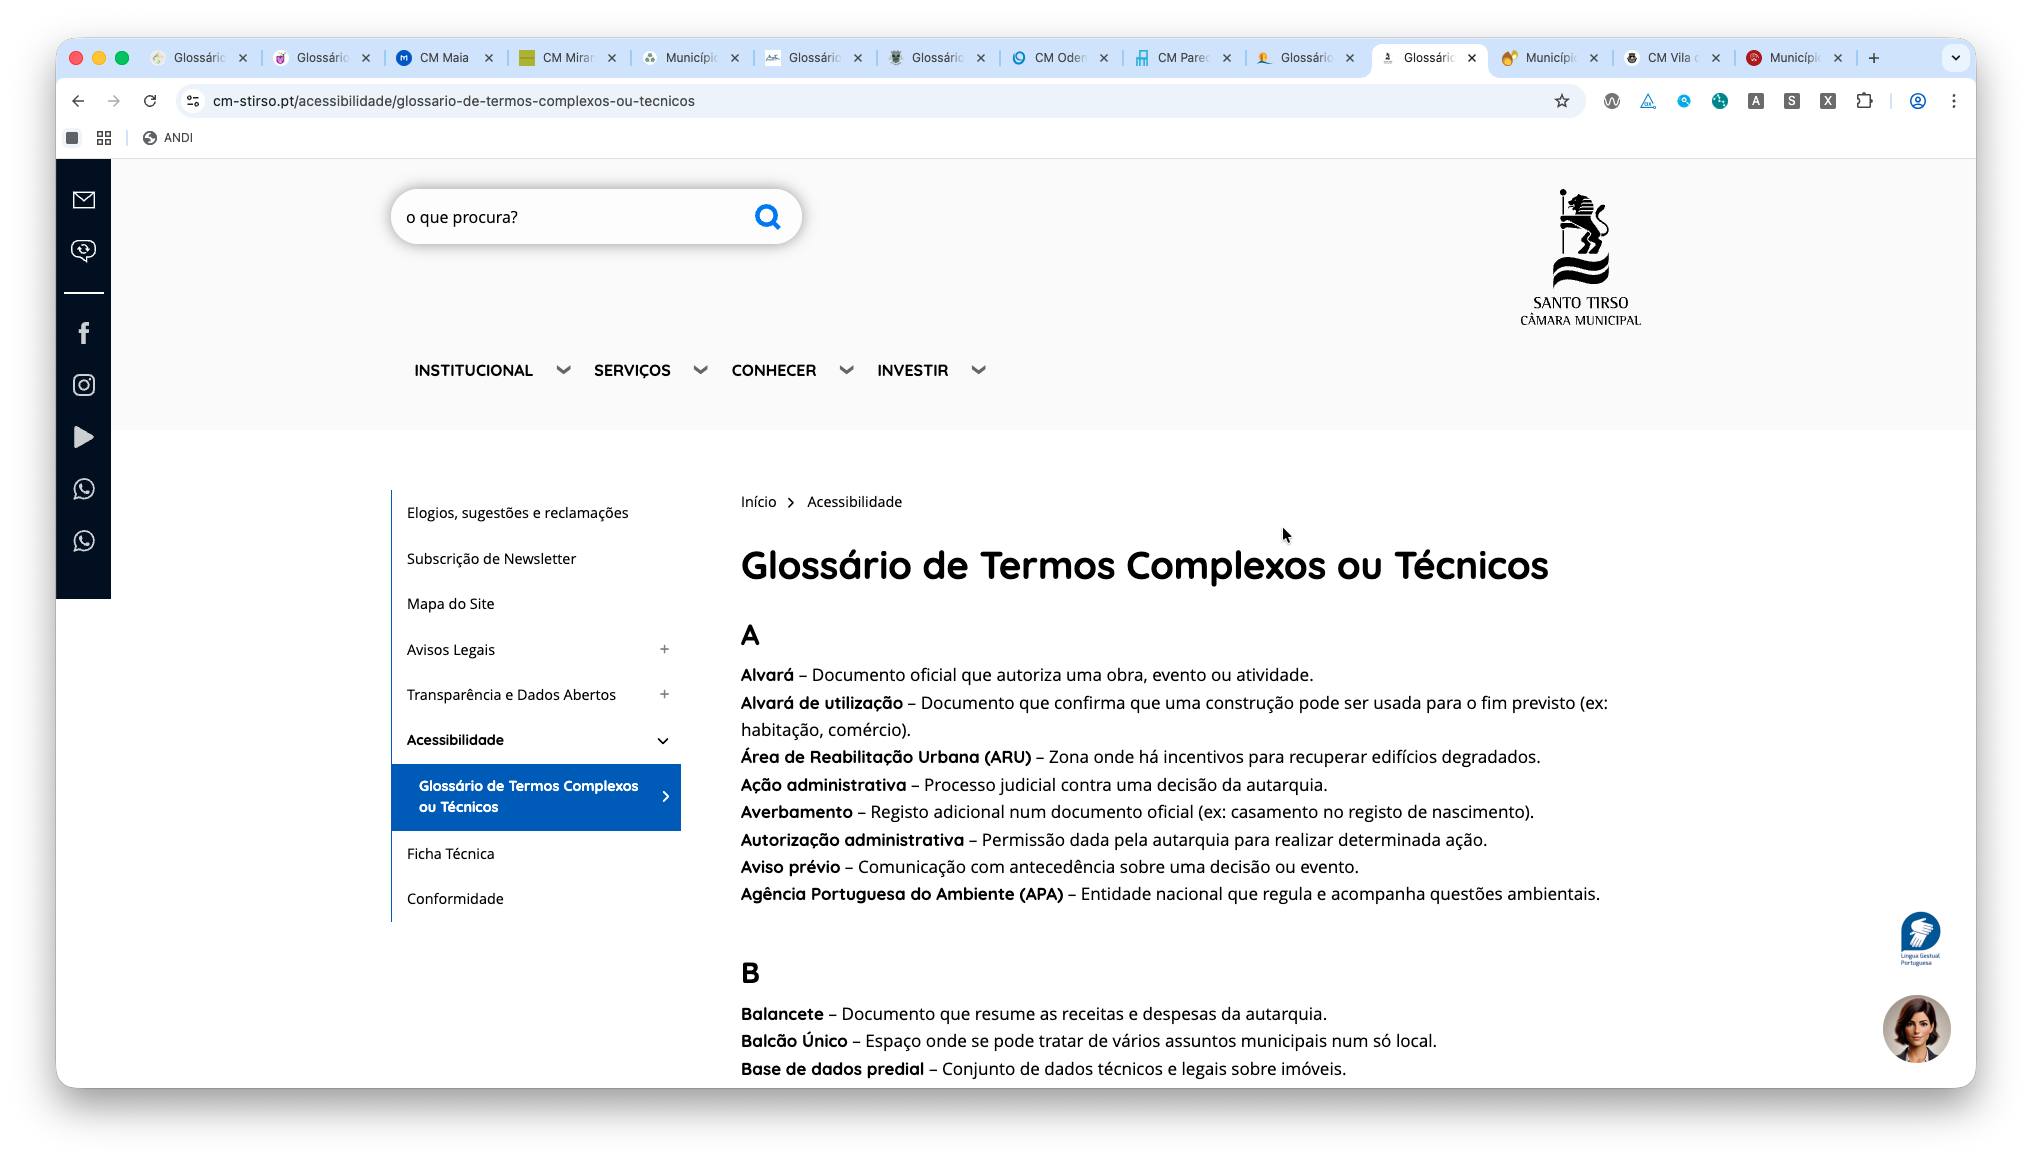 Glossário
Glossário
CM Maia
CM Miran
Município
Glossário
Glossário
CM Odem
CM Pared
Glossário
Glossário
Município
CM Vila d
Município
cm-stirso.pt/acessibilidade/glossario-de-termos-complexos-ou-tecnicos
A
S
X
ANDI
o que procura?
SANTO TIRSO
CÂMARA MUNICIPAL
INSTITUCIONAL
SERVIÇOS
CONHECER
INVESTIR
Elogios, sugestões e reclamações
Subscrição de Newsletter
Mapa do Site
Avisos Legais
Transparência e Dados Abertos
Acessibilidade
Glossário de Termos Complexos
ou Técnicos
Ficha Técnica
Conformidade
Início > Acessibilidade
Glossário de Termos Complexos ou Técnicos
A
Alvará – Documento oficial que autoriza uma obra, evento ou atividade.
Alvará de utilização – Documento que confirma que uma construção pode ser usada para o fim previsto (ex:
habitação, comércio).
Área de Reabilitação Urbana (ARU) – Zona onde há incentivos para recuperar edifícios degradados.
Ação administrativa – Processo judicial contra uma decisão da autarquia.
Averbamento – Registo adicional num documento oficial (ex: casamento no registo de nascimento).
Autorização administrativa – Permissão dada pela autarquia para realizar determinada ação.
Aviso prévio – Comunicação com antecedência sobre uma decisão ou evento.
Agência Portuguesa do Ambiente (APA) – Entidade nacional que regula e acompanha questões ambientais.
B
Balancete – Documento que resume as receitas e despesas da autarquia.
Balcão Único – Espaço onde se pode tratar de vários assuntos municipais num só local.
Base de dados predial – Conjunto de dados técnicos e legais sobre imóveis.
Língua Gestual
Portuguesa